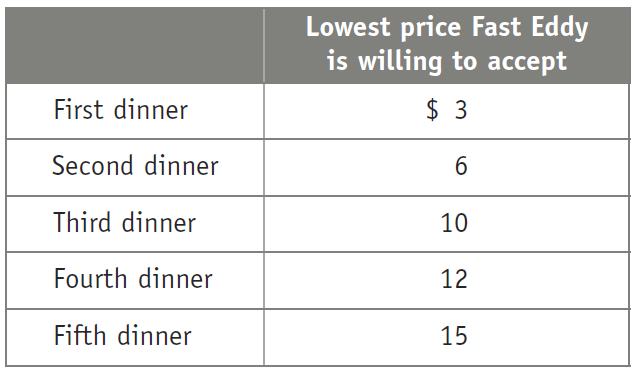 Lowest price Fast Eddy
is willing to accept
First dinner $ 3
Second dinner 6
Third dinner 10
Fourth dinner 12
Fifth dinner 15